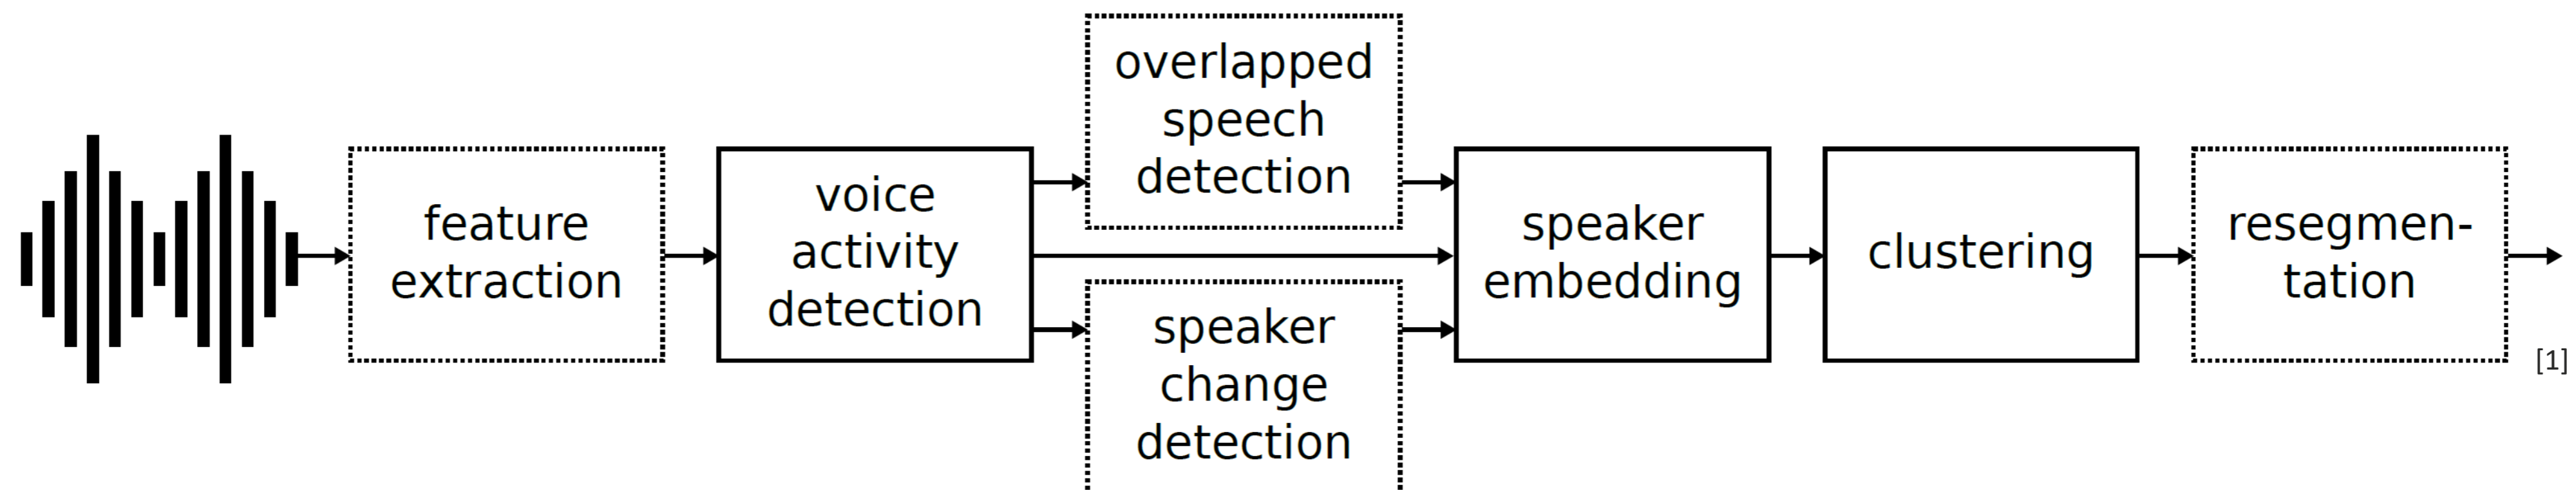 feature
extraction
voice
activity
detection
overlapped
speech
detection
speaker
change
detection
speaker
embedding
clustering
resegmen-
tation
[1]